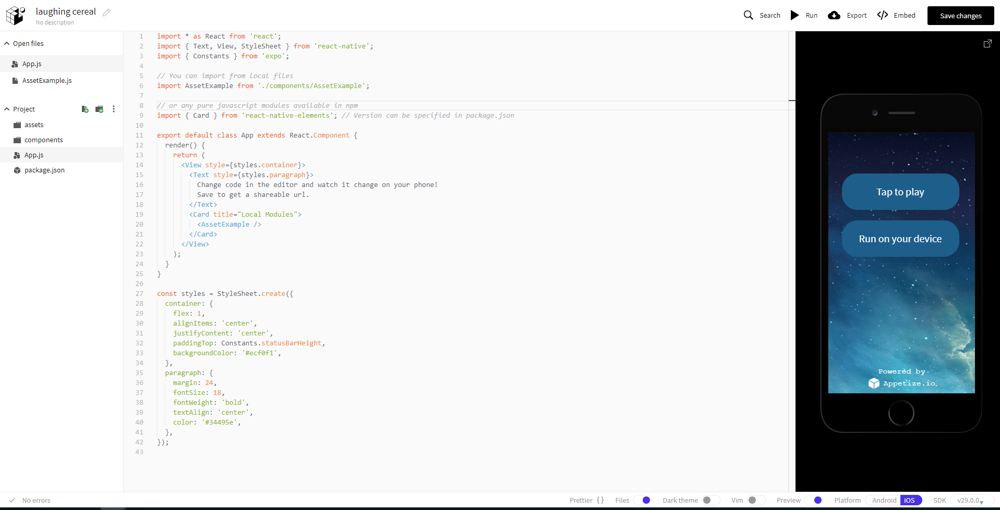 laughing cereal
No description
Search
Run
Export
Embed
Save changes
Open files
App.js
AssetExample.js
Project
assets
components
App.js
package.json
1 import * as React from 'react';
2 import { Text, View, StyleSheet } from 'react-native';
3 import { Constants } from 'expo';
4
5 // You can import from local files
6 import AssetExample from './components/AssetExample';
7
8 // or any pure javascript modules available in npm
9 import { Card } from 'react-native-elements'; // Version can be specified in package.json
10
11 export default class App extends React.Component {
12   render() {
13     return (
14       <View style={styles.container}>
15         <Text style={styles.paragraph}>
16           Change code in the editor and watch it change on your phone!
17           Save to get a shareable url.
18         </Text>
19         <Card title="Local Modules">
20           <AssetExample />
21         </Card>
22       </View>
23     );
24   }
25 }
26
27 const styles = StyleSheet.create({
28   container: {
29     flex: 1,
30     alignItems: 'center',
31     justifyContent: 'center',
32     paddingTop: Constants.statusBarHeight,
33     backgroundColor: '#ecf0f1',
34   },
35   paragraph: {
36     margin: 24,
37     fontSize: 18,
38     fontWeight: 'bold',
39     textAlign: 'center',
40     color: '#34495e',
41   },
42 });
43
Tap to play
Run on your device
Powered by
Appetize.io
No errors
Prettier {}
Files
Dark theme
Vim
Preview
Platform
Android
iOS
SDK
v29.0.0